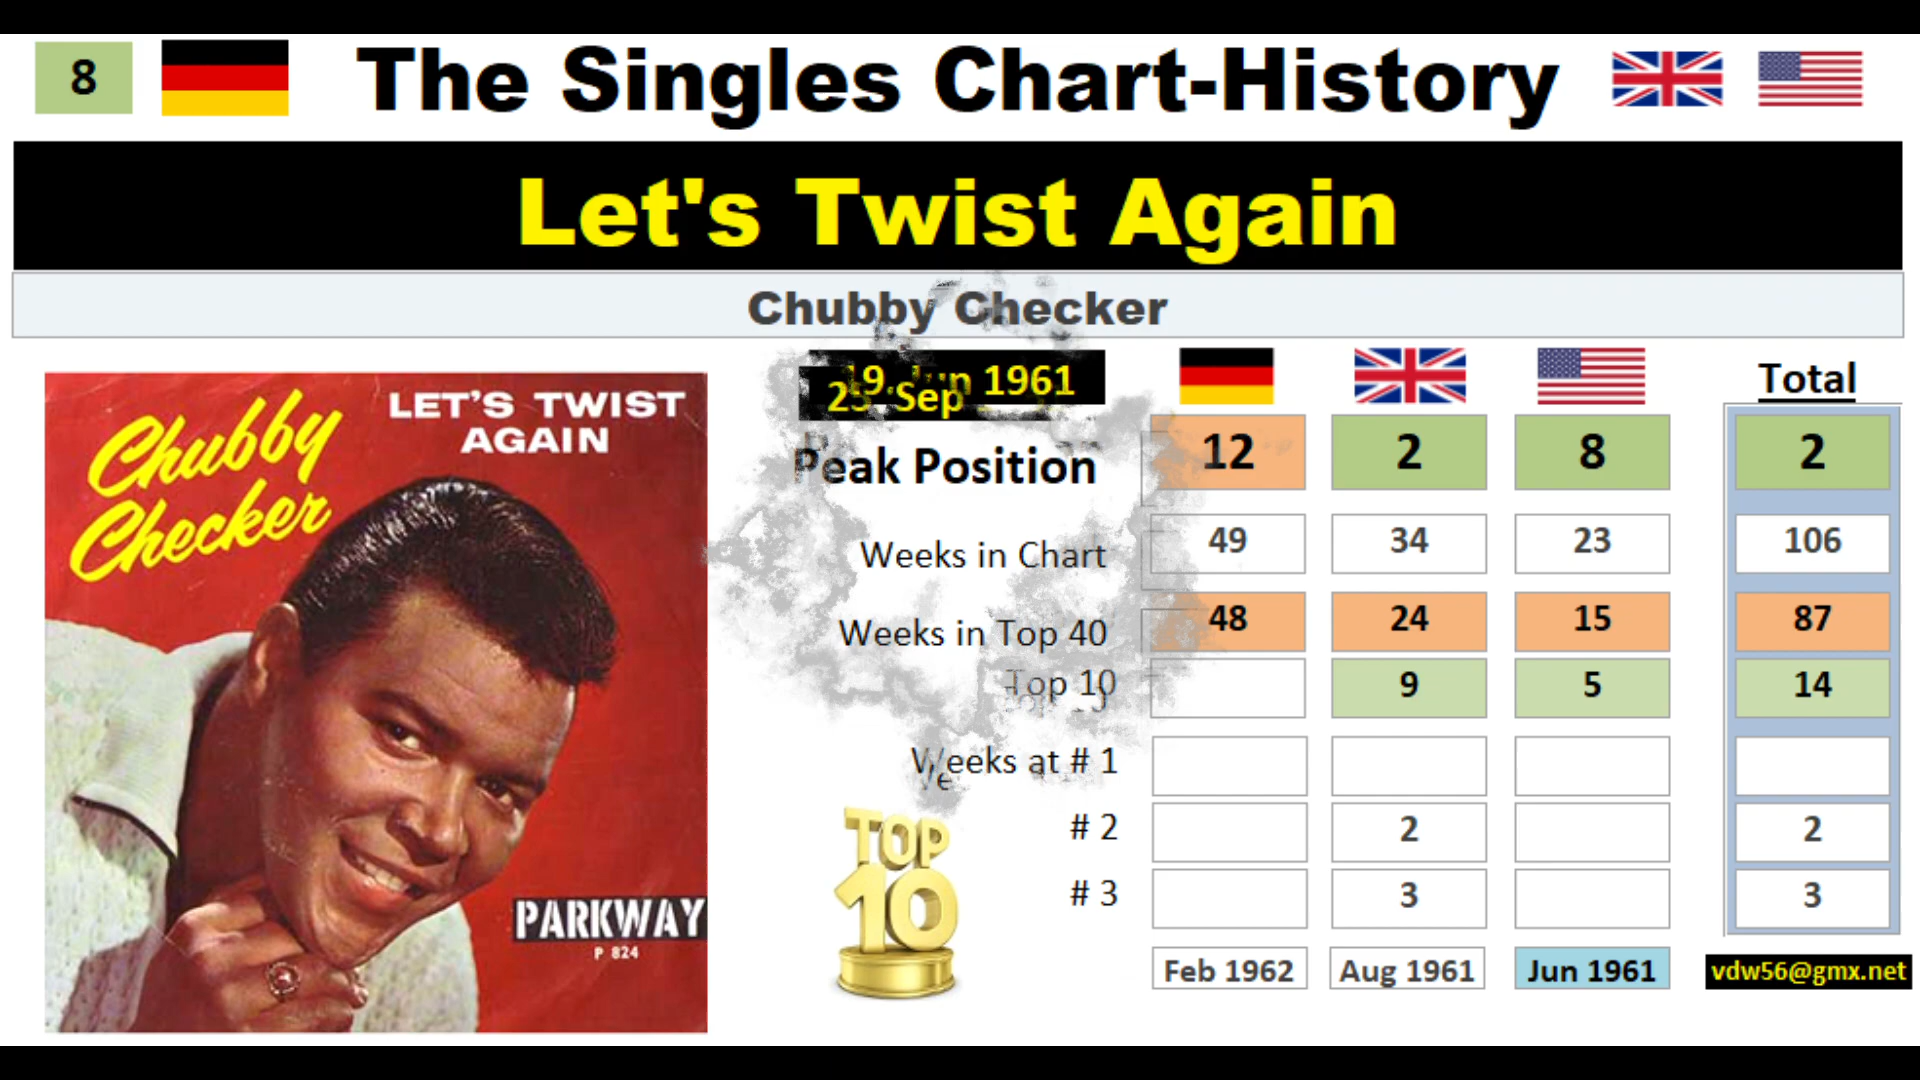 8 The Singles Chart-History
Let's Twist Again
Chubby Checker
Chubby Checker
LET'S TWIST AGAIN
PARKWAY
P 824
1961
Sep
Total
Peak Position 12 2 8 2
Weeks in Chart 49 34 23 106
Weeks in Top 40 48 24 15 87
Top 10 9 5 14
Weeks at # 1
# 2 2 2
# 3 3 3
TOP 10
Feb 1962 Aug 1961 Jun 1961 vdw56@gmx.net